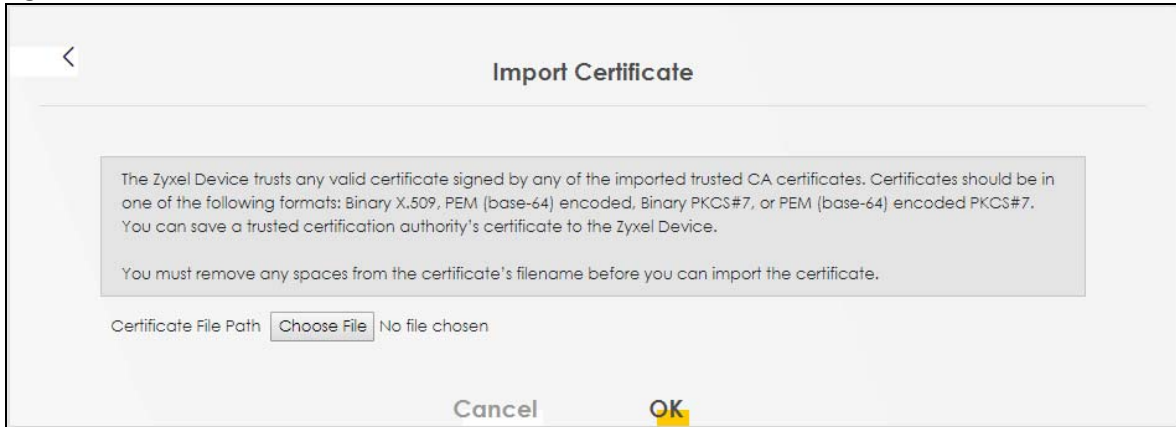 Import Certificate
The Zyxel Device trusts any valid certificate signed by any of the imported trusted CA certificates. Certificates should be in
one of the following formats: Binary X.509, PEM (base-64) encoded, Binary PKCS#7, or PEM (base-64) encoded PKCS#7.
You can save a trusted certification authority's certificate to the Zyxel Device.
You must remove any spaces from the certificate's filename before you can import the certificate.
Certificate File Path Choose File No file chosen
Cancel OK